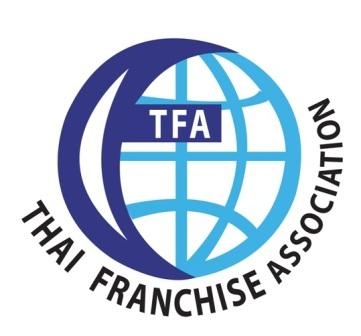 TFA
THAI FRANCHISE ASSOCIATION